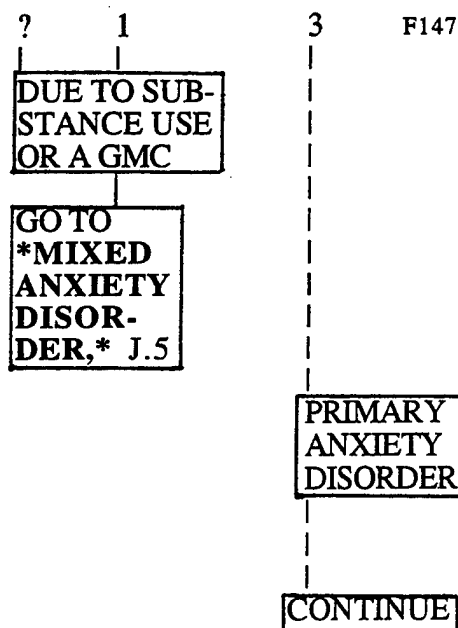 ? 1 3 F147
DUE TO SUB-
STANCE USE
OR A GMC
GO TO
*MIXED
ANXIETY
DISOR-
DER,* J.5
PRIMARY
ANXIETY
DISORDER
CONTINUE